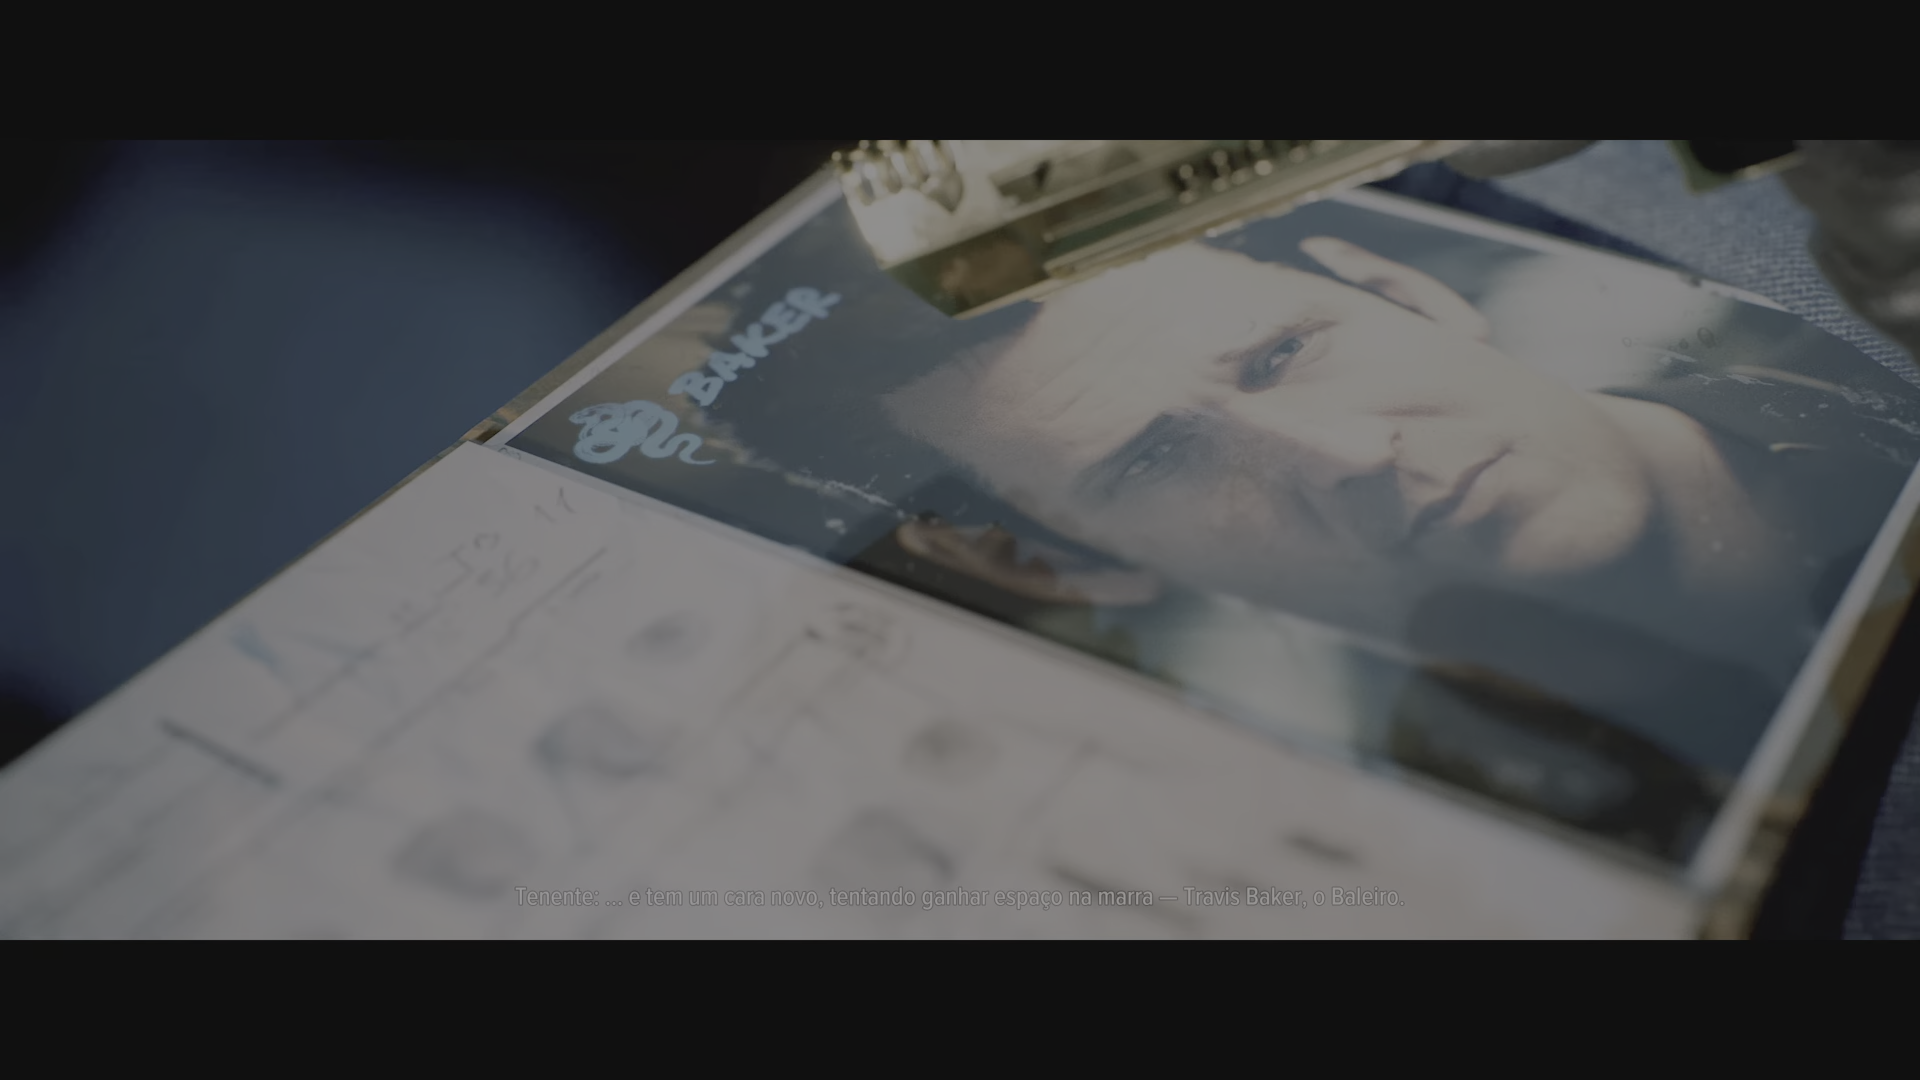 BAKER
Tenente: ... e tem um cara novo, tentando ganhar espaço na marra — Travis Baker, o Baleiro.